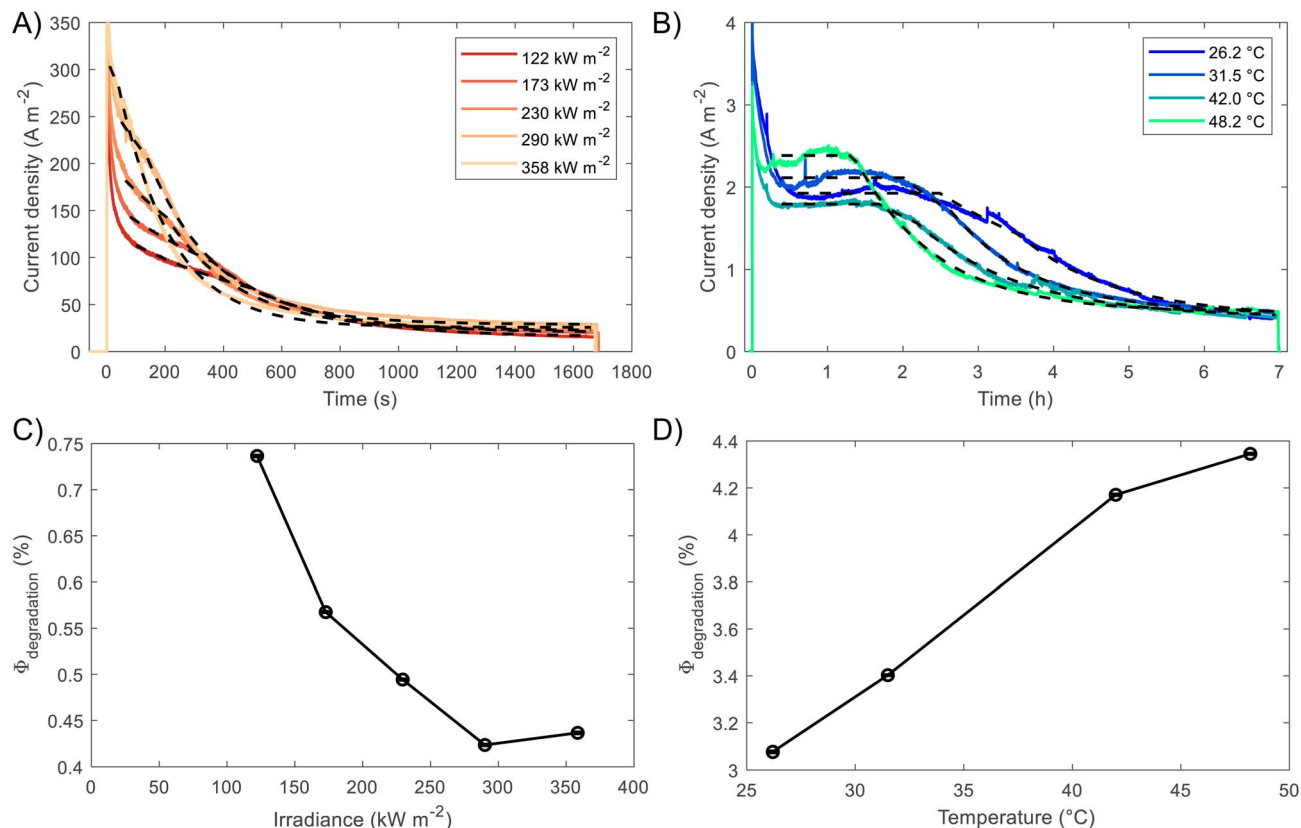 A)
350
300
250
200
150
100
50
0
Current density (A m⁻²)
122 kW m⁻²
173 kW m⁻²
230 kW m⁻²
290 kW m⁻²
358 kW m⁻²
0 200 400 600 800 1000 1200 1400 1600 1800
Time (s)
B)
4
3
2
1
0
Current density (A m⁻²)
26.2 °C
31.5 °C
42.0 °C
48.2 °C
0 1 2 3 4 5 6 7
Time (h)
C)
0.75
0.7
0.65
0.6
0.55
0.5
0.45
0.4
Φdegradation (%)
0 50 100 150 200 250 300 350 400
Irradiance (kW m⁻²)
D)
4.4
4.2
4
3.8
3.6
3.4
3.2
3
Φdegradation (%)
25 30 35 40 45 50
Temperature (°C)